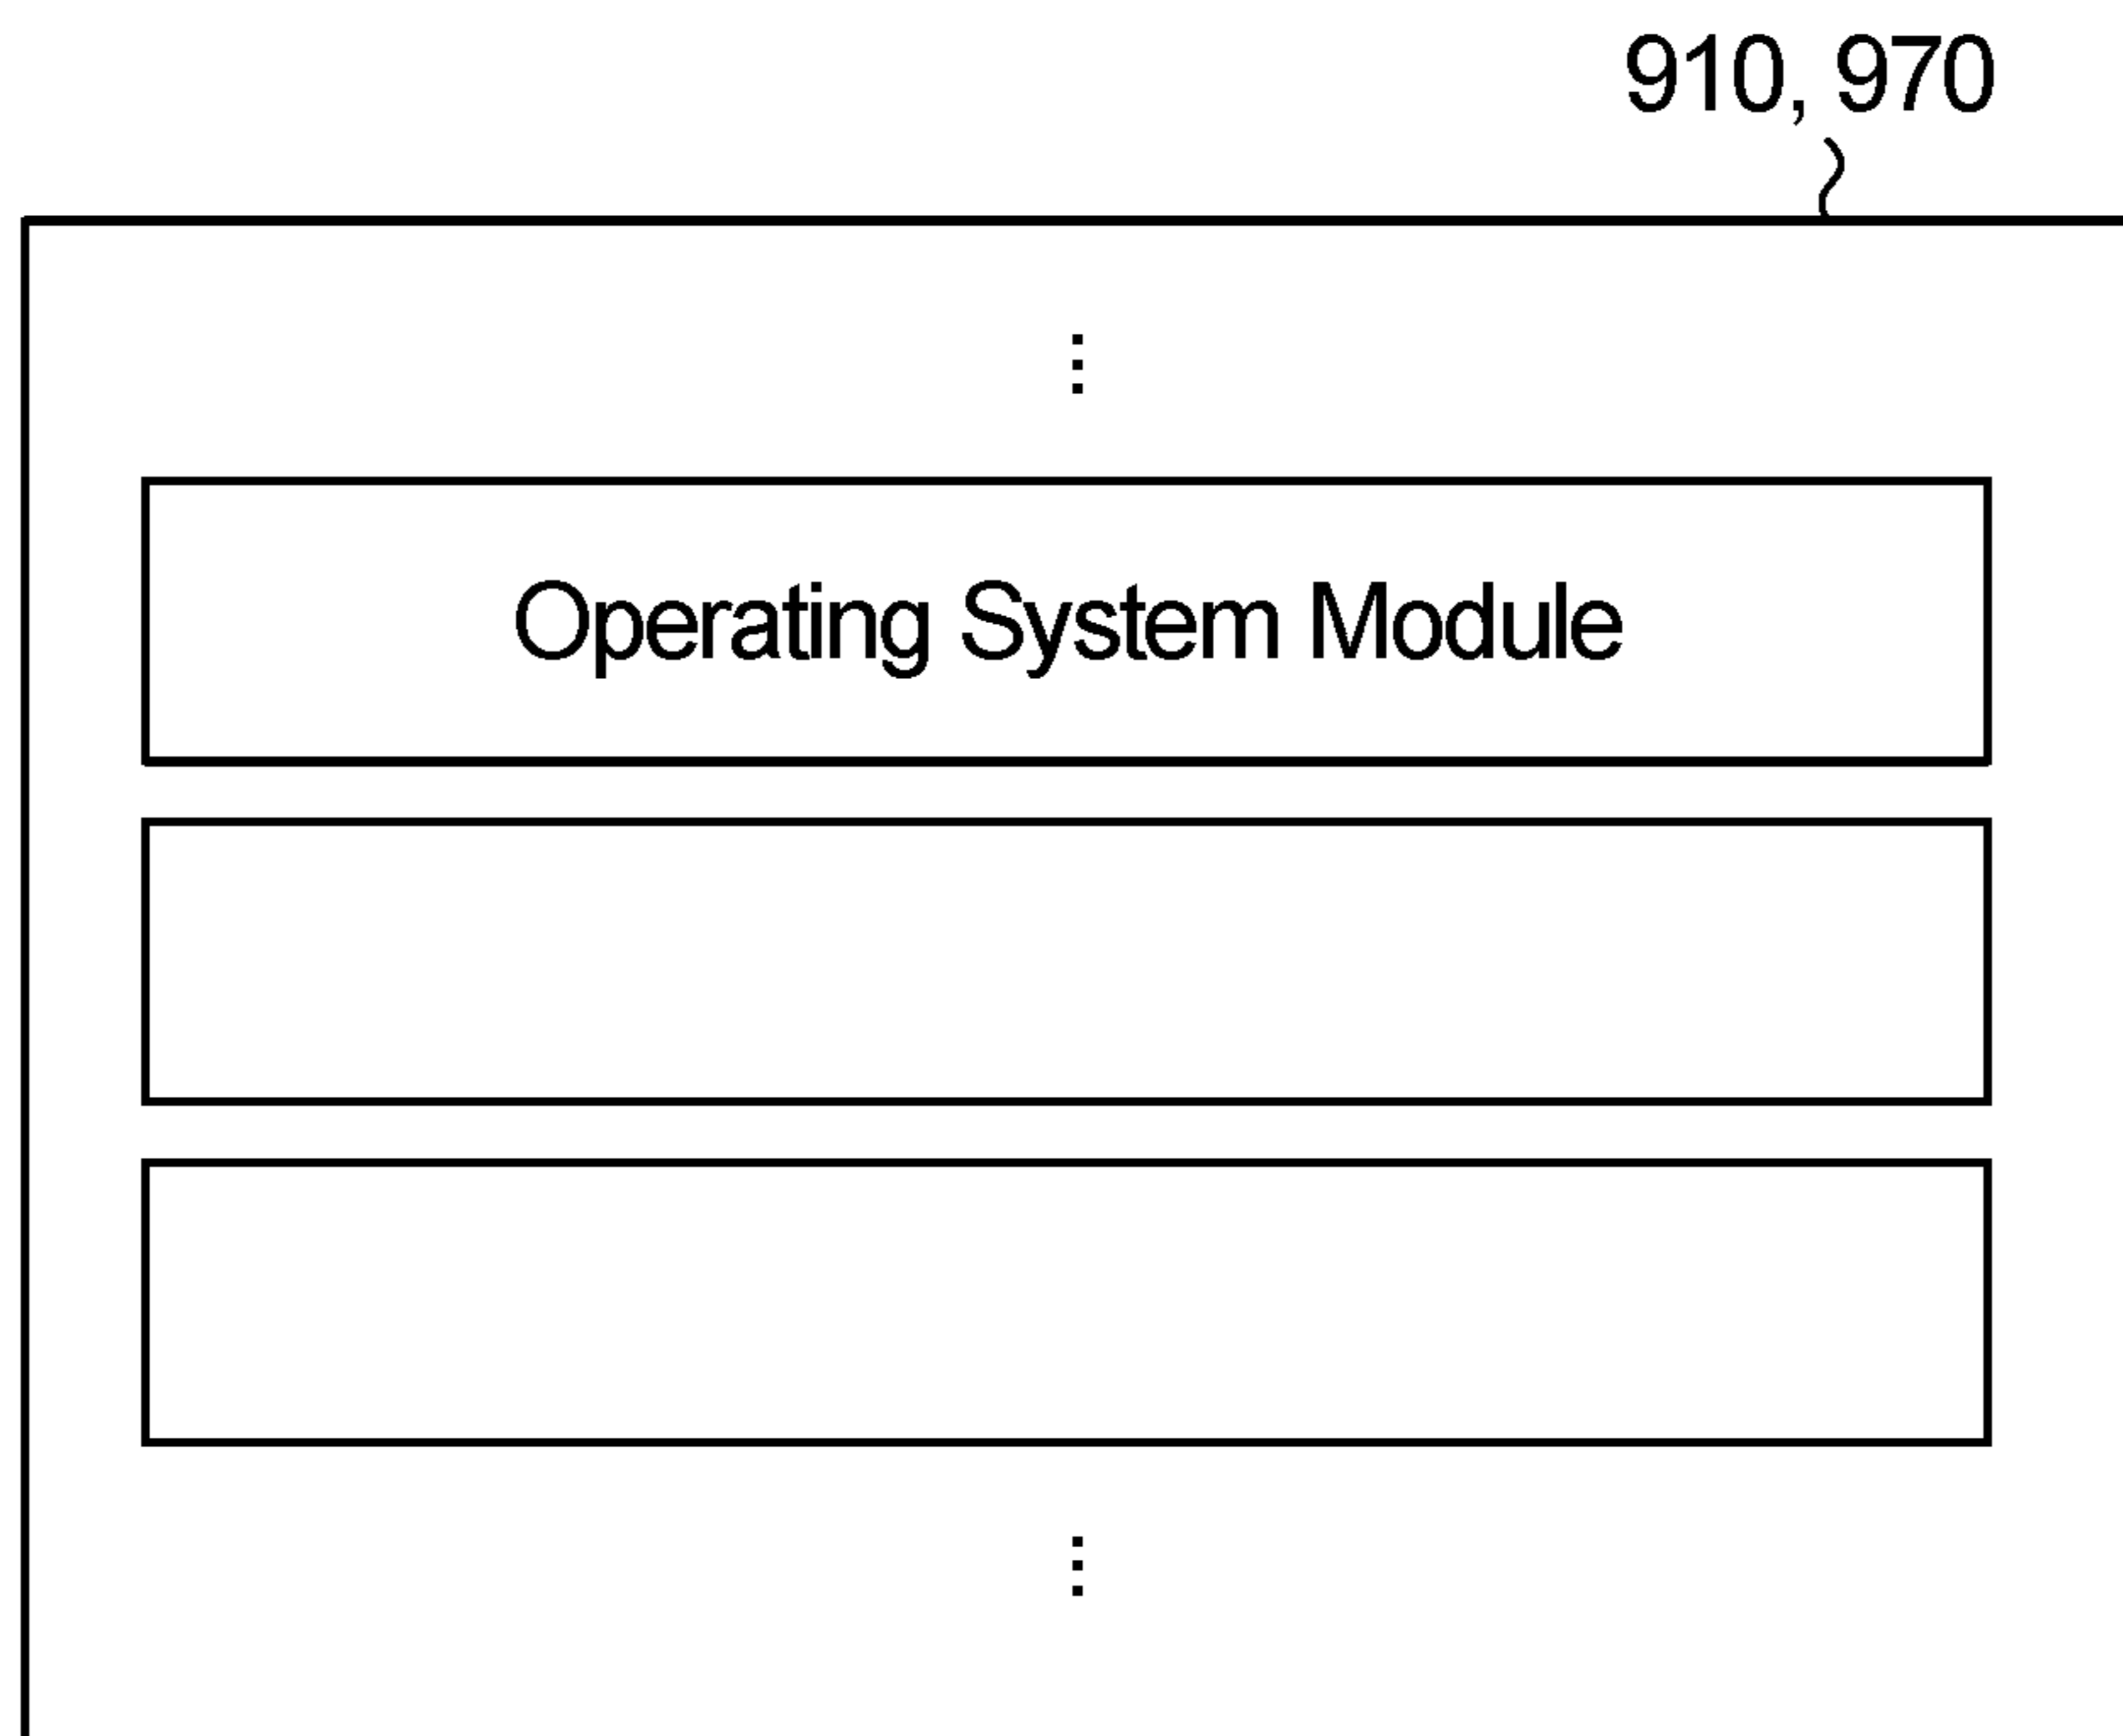 910, 970
⋮
Operating System Module
⋮